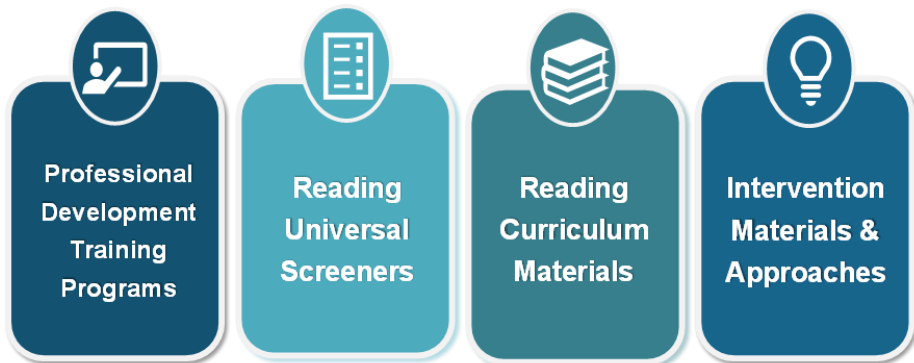 Professional
Development
Training
Programs
Reading
Universal
Screeners
Reading
Curriculum
Materials
Intervention
Materials &
Approaches